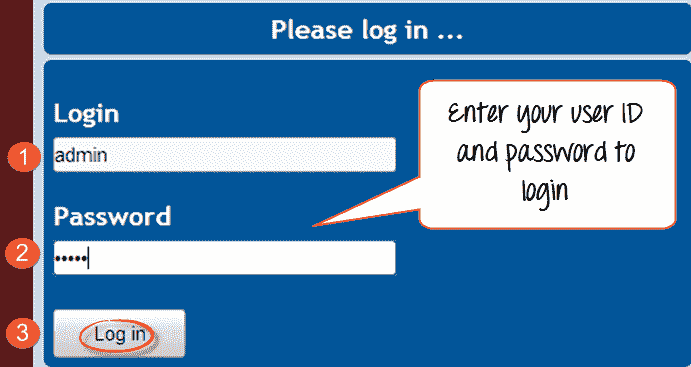 Please log in ...
Login
Enter your user ID
and password to
login
1
admin
Password
2
•••••
3
Log in